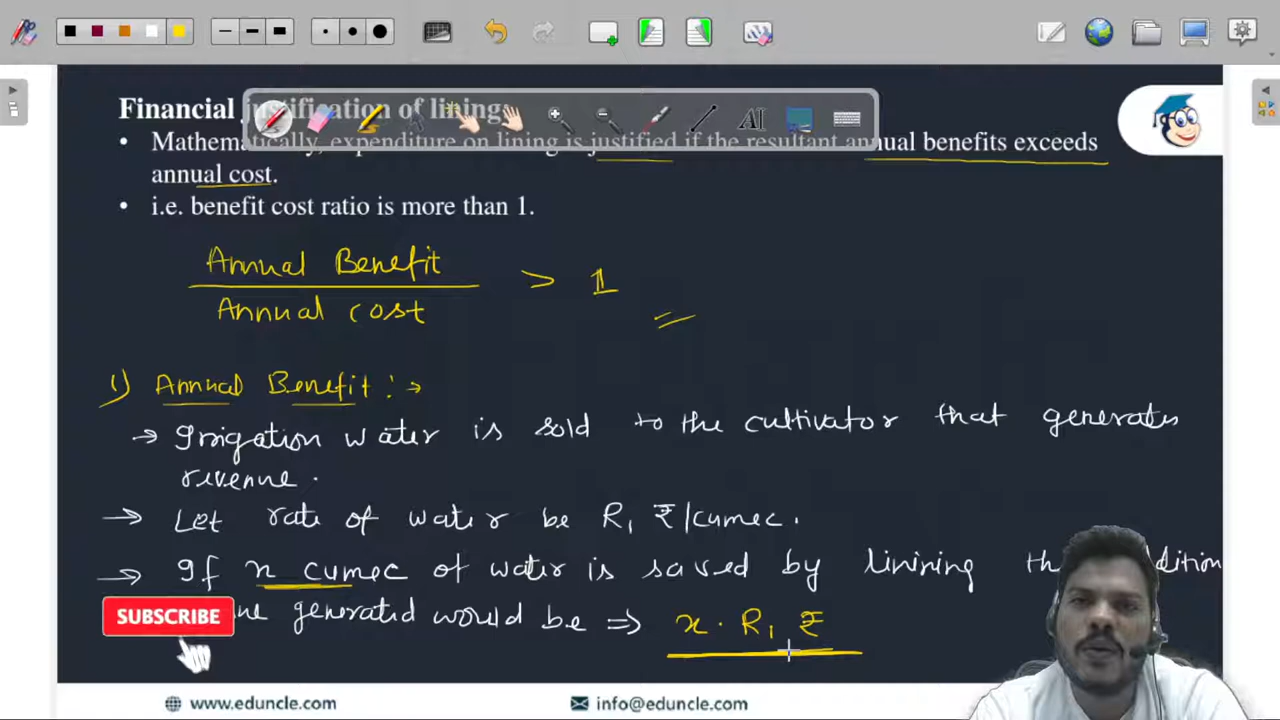 Financial justification of linings
• Mathematically, expenditure on lining is justified if the resultant annual benefits exceeds
annual cost.
• i.e. benefit cost ratio is more than 1.
Annual Benefit
> 1
Annual cost
1) Annual Benefit :→
→ Irrigation water is sold to the cultivator that generates
revenue.
→ Let rate of water be R₁ ₹/cumec.
→ If x cumec of water is saved by linining
generated would be ⇒ x · R₁ ₹
SUBSCRIBE
www.eduncle.com
info@eduncle.com